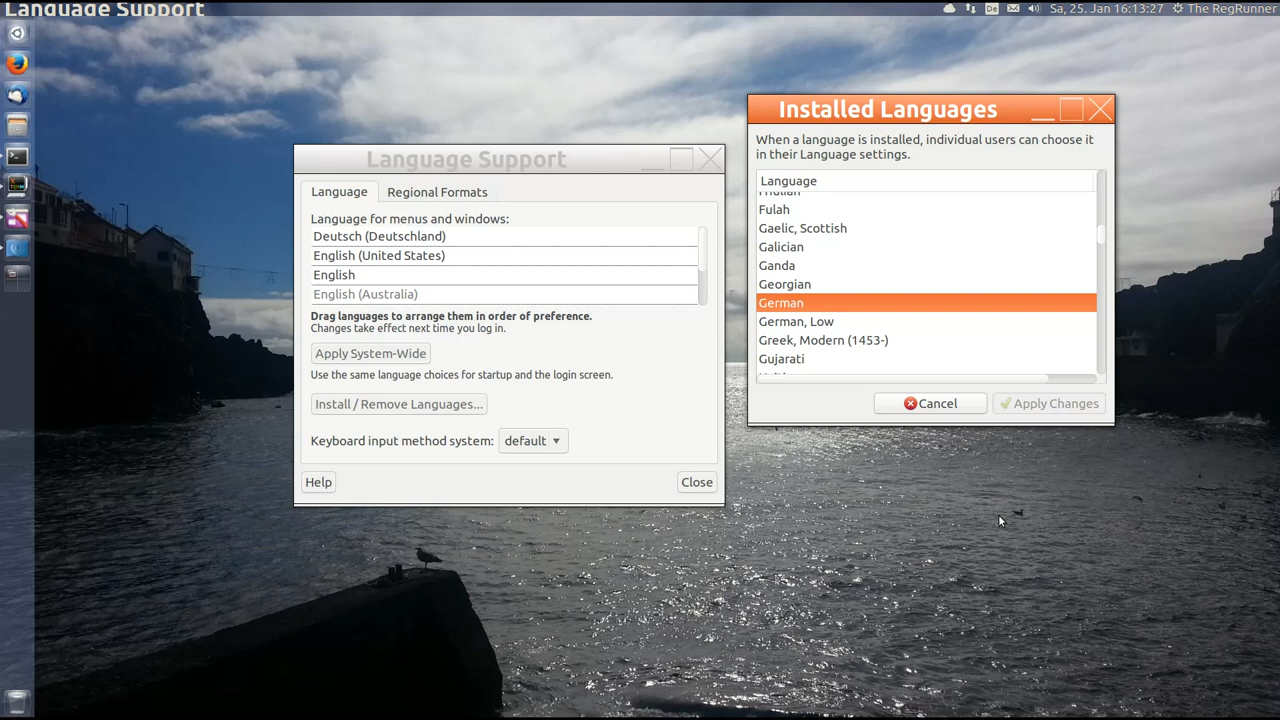 Language Support
De
Sa, 25. Jan 16:13:27
The RegRunner
Language Support
Language
Regional Formats
Language for menus and windows:
Deutsch (Deutschland)
English (United States)
English
English (Australia)
Drag languages to arrange them in order of preference.
Changes take effect next time you log in.
Apply System-Wide
Use the same language choices for startup and the login screen.
Install / Remove Languages...
Keyboard input method system:
default
Help
Close
Installed Languages
When a language is installed, individual users can choose it
in their Language settings.
Language
Friulian
Fulah
Gaelic, Scottish
Galician
Ganda
Georgian
German
German, Low
Greek, Modern (1453-)
Gujarati
Cancel
Apply Changes